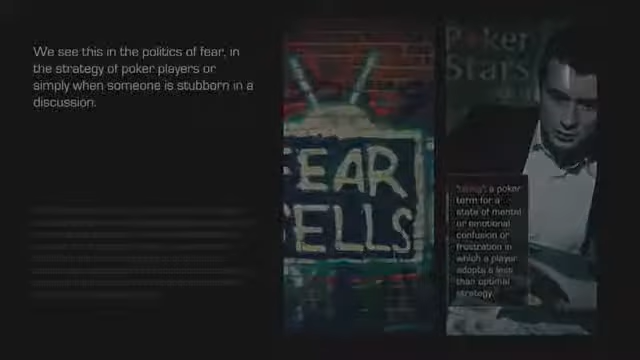 We see this in the politics of fear, in
the strategy of poker players or
simply when someone is stubborn in a
discussion.
FEAR
SELLS
Poker
Stars
a poker
term for a
state of mental
or emotional
confusion or
frustration in
which a player
adopts a less
than optimal
strategy.